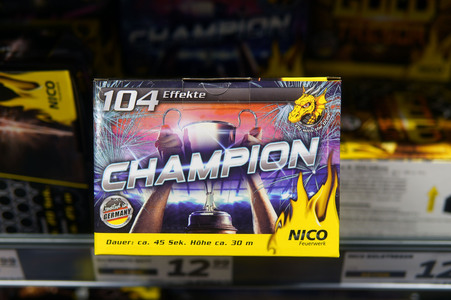 104 Effekte
CHAMPION
GERMANY
Dauer: ca. 45 Sek. Höhe ca. 30 m
NICO
Feuerwerk
NICO
12
12